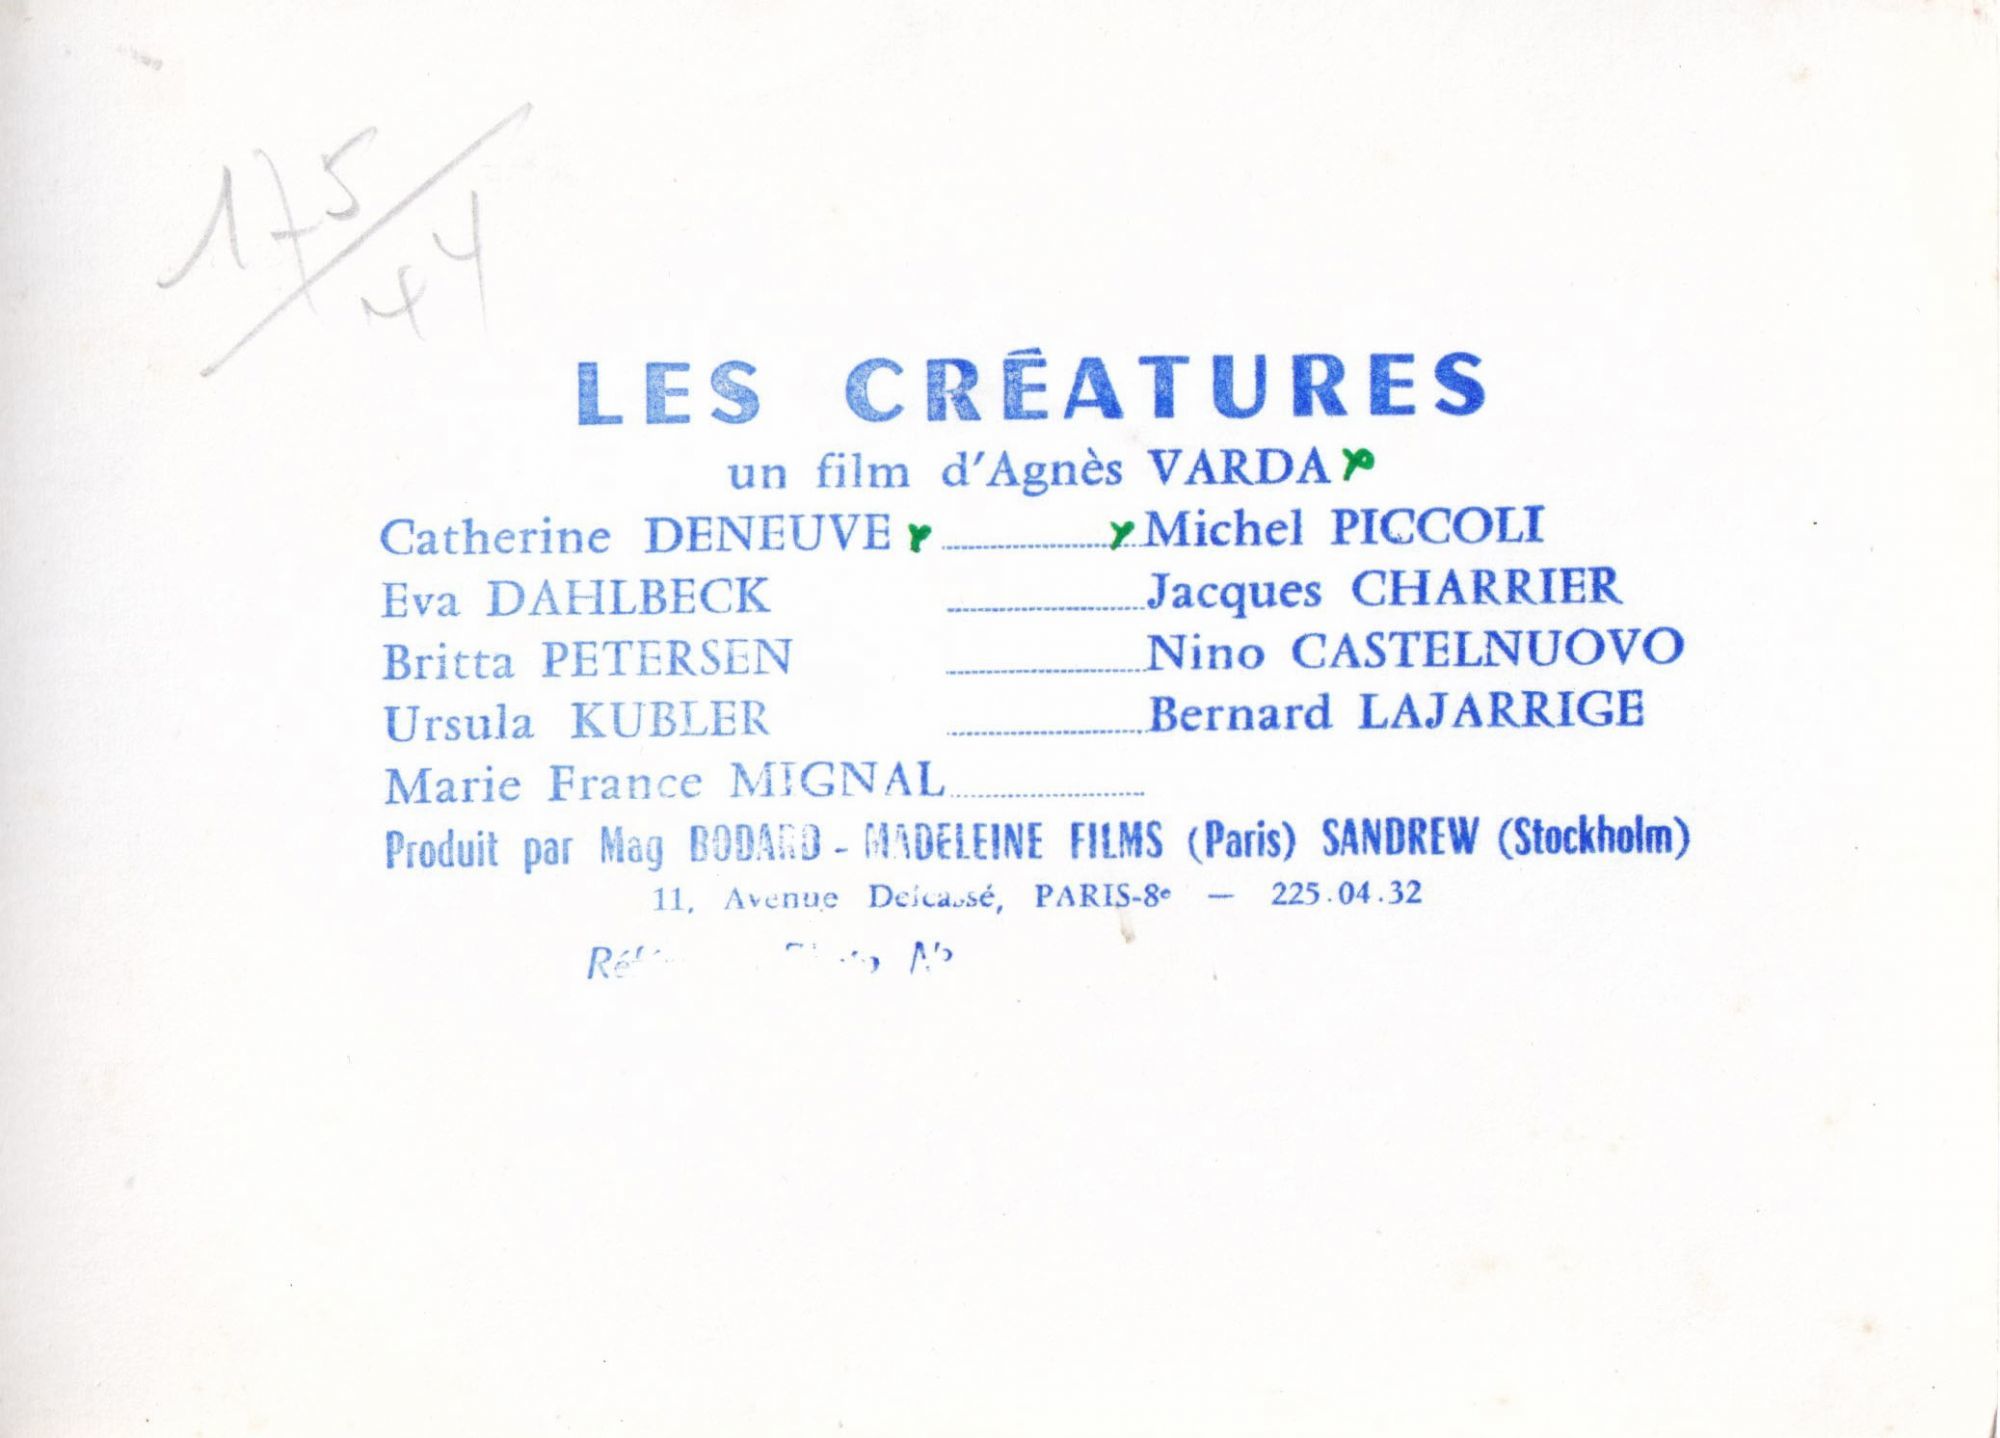 175/44
LES CRÉATURES
un film d'Agnès VARDA
Catherine DENEUVE ........ Michel PICCOLI
Eva DAHLBECK ........ Jacques CHARRIER
Britta PETERSEN ........ Nino CASTELNUOVO
Ursula KUBLER ........ Bernard LAJARRIGE
Marie France MIGNAL ........
Produit par Mag BODARD - MADELEINE FILMS (Paris) SANDREW (Stockholm)
11, Avenue Delcassé, PARIS-8e — 225.04.32